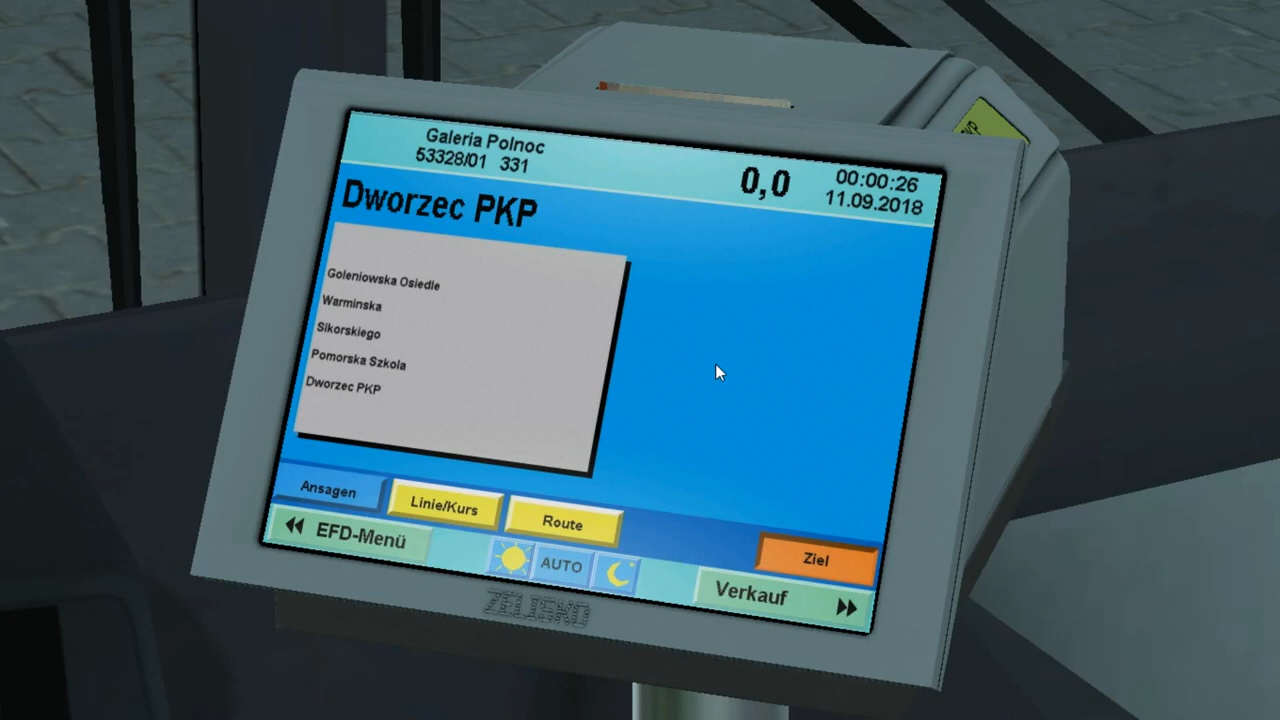 Galeria Polnoc
53328/01 331
0,0
00:00:26
11.09.2018
Dworzec PKP
Goleniowska Osiedle
Warminska
Sikorskiego
Pomorska Szkola
Dworzec PKP
Ansagen
Linie/Kurs
Route
Ziel
EFD-Menü
AUTO
Verkauf
ZELISKO